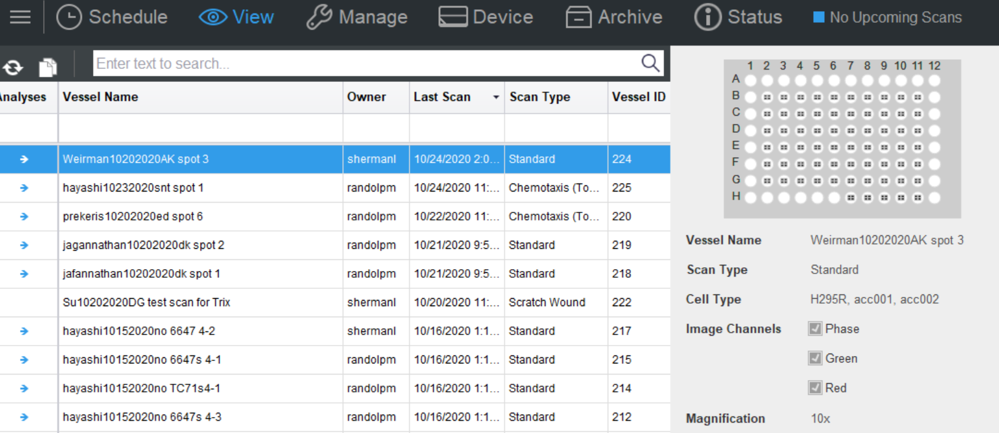 Schedule View Manage Device Archive Status No Upcoming Scans
Enter text to search...
Analyses Vessel Name Owner Last Scan Scan Type Vessel ID
Weirman10202020AK spot 3 shermanl 10/24/2020 2:0... Standard 224
hayashi10232020snt spot 1 randolpm 10/24/2020 11:... Chemotaxis (To... 225
prekeris10202020ed spot 6 randolpm 10/22/2020 11:... Chemotaxis (To... 220
jagannathan10202020dk spot 2 randolpm 10/21/2020 9:5... Standard 219
jafannathan10202020dk spot 1 randolpm 10/21/2020 9:5... Standard 218
Su10202020DG test scan for Trix shermanl 10/20/2020 11:... Scratch Wound 222
hayashi10152020no 6647 4-2 shermanl 10/16/2020 1:1... Standard 217
hayashi10152020no 6647s 4-1 randolpm 10/16/2020 1:1... Standard 215
hayashi10152020no TC71s4-1 randolpm 10/16/2020 1:1... Standard 214
hayashi10152020no 6647s 4-3 randolpm 10/16/2020 1:1... Standard 212
1 2 3 4 5 6 7 8 9 10 11 12
A
B
C
D
E
F
G
H
Vessel Name Weirman10202020AK spot 3
Scan Type Standard
Cell Type H295R, acc001, acc002
Image Channels Phase
Green
Red
Magnification 10x